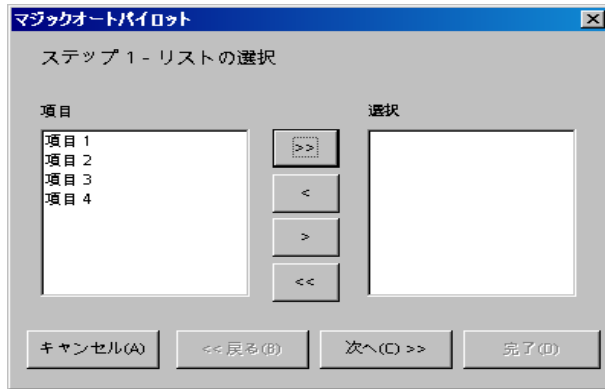 マジックオートパイロット
ステップ 1 - リストの選択
項目
選択
項目 1
項目 2
項目 3
項目 4
>>
<
>
<<
キャンセル(A)
<< 戻る(B)
次へ(C) >>
完了(D)